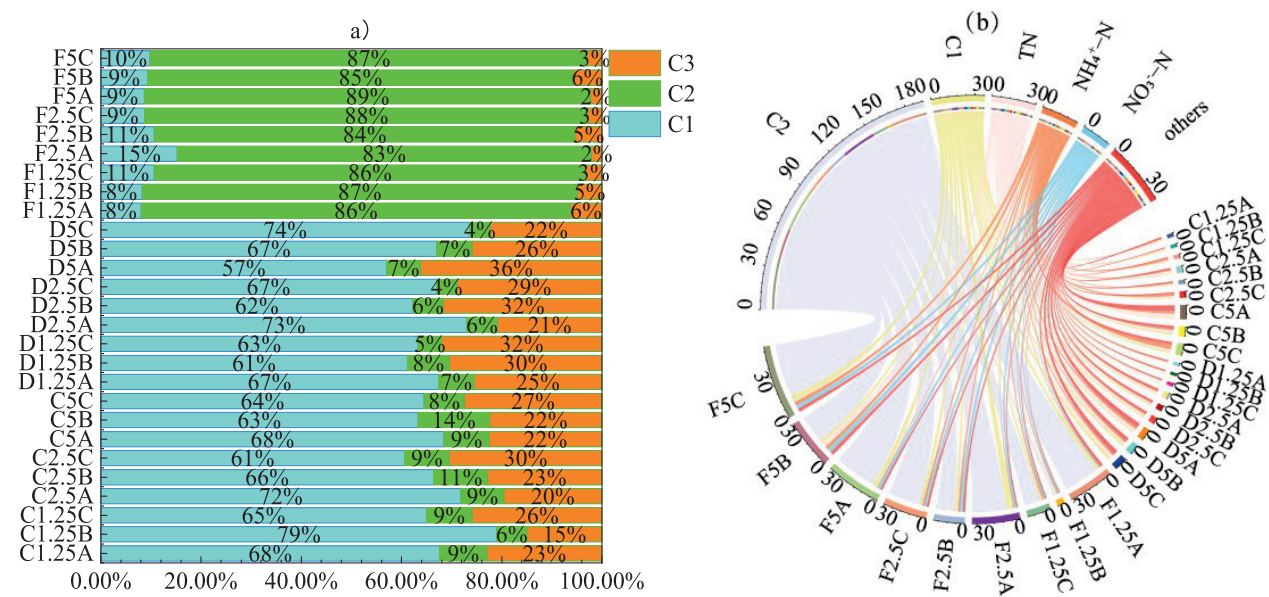 a）
F5C 10% 87% 3%
F5B 9% 85% 6%
F5A 9% 89% 2%
F2.5C 9% 88% 3%
F2.5B 11% 84% 5%
F2.5A 15% 83% 2%
F1.25C 11% 86% 3%
F1.25B 8% 87% 5%
F1.25A 8% 86% 6%
D5C 74% 4% 22%
D5B 67% 7% 26%
D5A 57% 7% 36%
D2.5C 67% 4% 29%
D2.5B 62% 6% 32%
D2.5A 73% 6% 21%
D1.25C 63% 5% 32%
D1.25B 61% 8% 30%
D1.25A 67% 7% 25%
C5C 64% 8% 27%
C5B 63% 14% 22%
C5A 68% 9% 22%
C2.5C 61% 9% 30%
C2.5B 66% 11% 23%
C2.5A 72% 9% 20%
C1.25C 65% 9% 26%
C1.25B 79% 6% 15%
C1.25A 68% 9% 23%
0.00% 20.00% 40.00% 60.00% 80.00% 100.00%
C3
C2
C1
(b)
C2
0 30 60 90 120 150 180
C1
0 300
TN
300
NH₄⁺−N
0
NO₃⁻−N
0
others
30
C1.25A
C1.25B
C1.25C
C2.5A
C2.5B
C2.5C
C5A
C5B
C5C
D1.25A
D1.25B
D1.25C
D2.5A
D2.5B
D2.5C
D5A
D5B
D5C
F1.25A
F1.25B
F1.25C
F2.5A
F2.5B
F2.5C
F5A
F5B
F5C